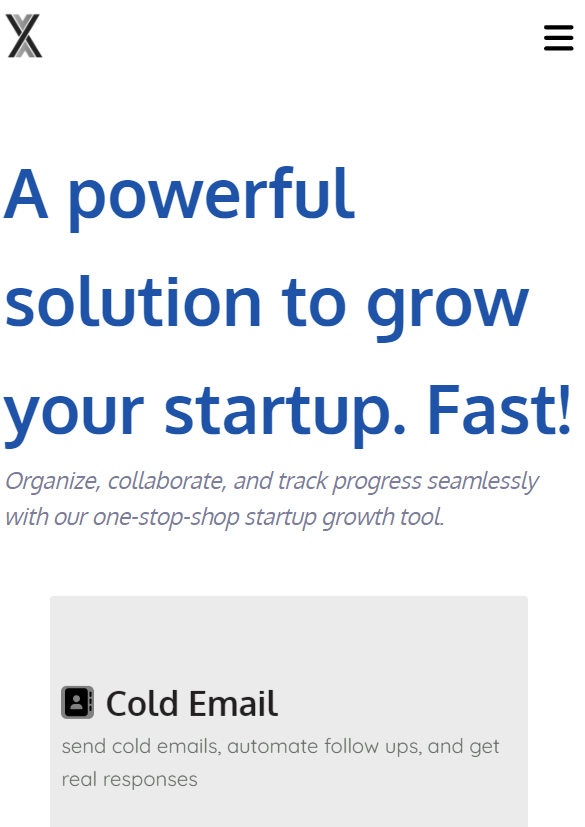 A powerful
solution to grow
your startup. Fast!
Organize, collaborate, and track progress seamlessly
with our one-stop-shop startup growth tool.
Cold Email
send cold emails, automate follow ups, and get
real responses